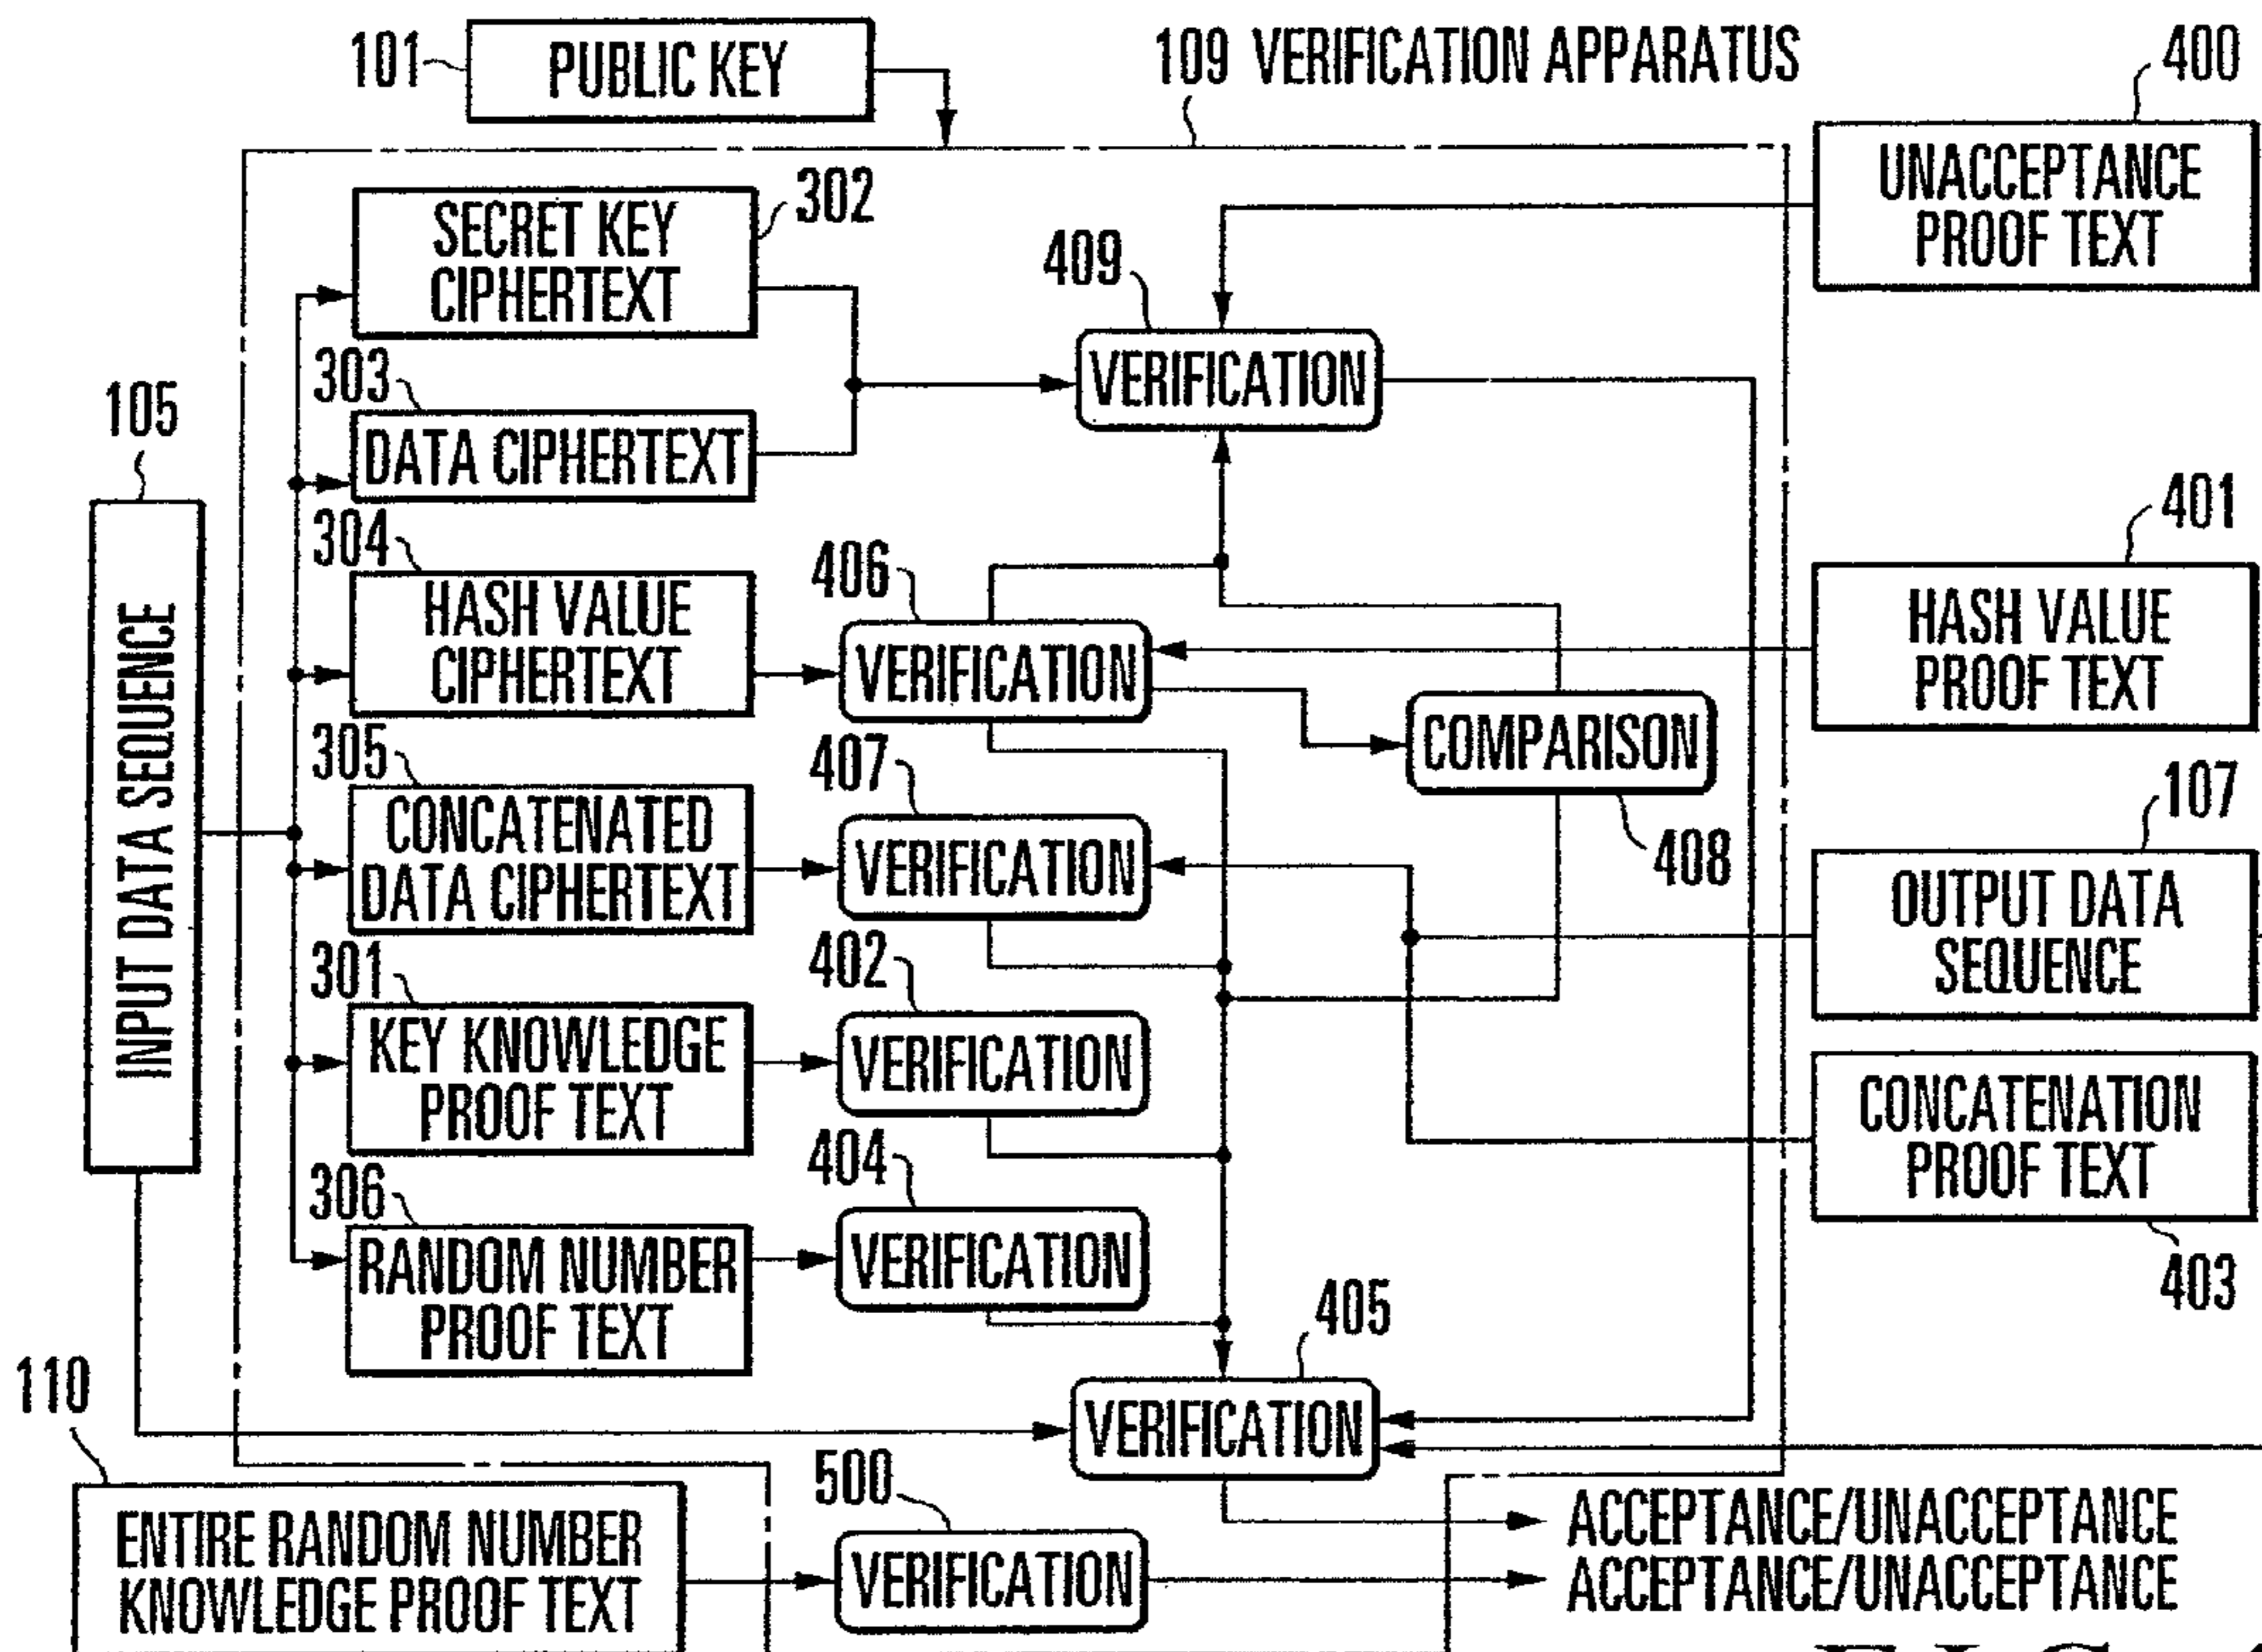 101
PUBLIC KEY
109 VERIFICATION APPARATUS
400
UNACCEPTANCE
PROOF TEXT
302
SECRET KEY
CIPHERTEXT
409
VERIFICATION
303
DATA CIPHERTEXT
105
INPUT DATA SEQUENCE
304
HASH VALUE
CIPHERTEXT
406
VERIFICATION
401
HASH VALUE
PROOF TEXT
COMPARISON
408
305
CONCATENATED
DATA CIPHERTEXT
407
VERIFICATION
107
OUTPUT DATA
SEQUENCE
301
KEY KNOWLEDGE
PROOF TEXT
402
VERIFICATION
CONCATENATION
PROOF TEXT
403
306
RANDOM NUMBER
PROOF TEXT
404
VERIFICATION
405
VERIFICATION
110
ENTIRE RANDOM NUMBER
KNOWLEDGE PROOF TEXT
500
VERIFICATION
ACCEPTANCE/UNACCEPTANCE
ACCEPTANCE/UNACCEPTANCE